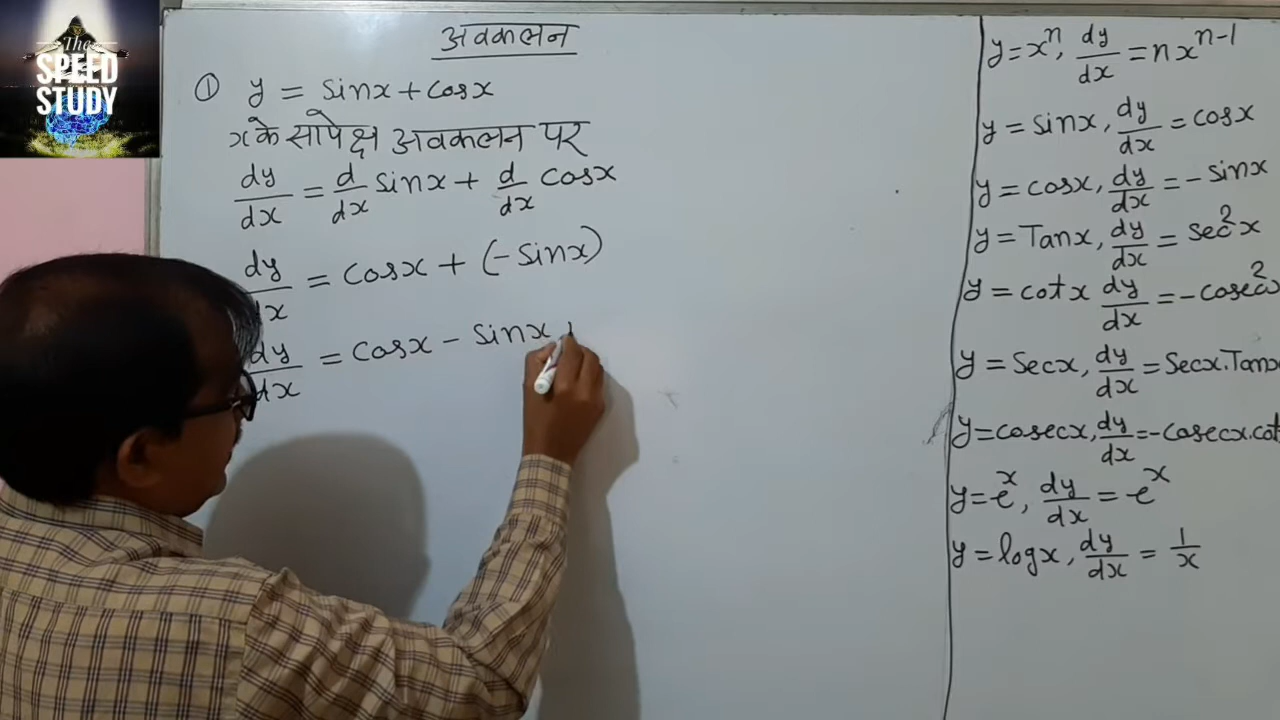 The
SPEED
STUDY
अवकलन
① y = sinx + cosx
x के सापेक्ष अवकलन पर
dy/dx = d/dx sinx + d/dx cosx
dy/dx = cosx + (-sinx)
dy/dx = cosx - sinx
y = xⁿ, dy/dx = nxⁿ⁻¹
y = sinx, dy/dx = cosx
y = cosx, dy/dx = - sinx
y = Tanx, dy/dx = sec²x
y = cotx dy/dx = -cosec²x
y = Secx, dy/dx = Secx.Tanx
y = cosecx, dy/dx = -cosecx.cot
y = eˣ, dy/dx = eˣ
y = logx, dy/dx = 1/x